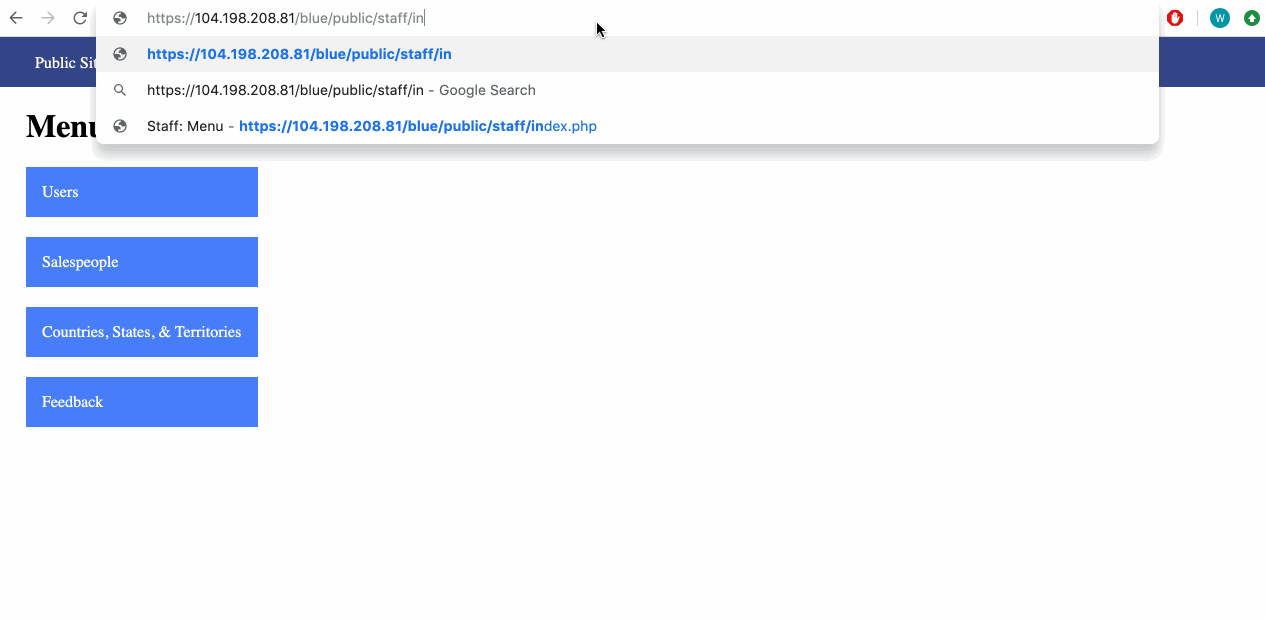 https://104.198.208.81/blue/public/staff/in
W
https://104.198.208.81/blue/public/staff/in
Public Sit
https://104.198.208.81/blue/public/staff/in - Google Search
Menu
Staff: Menu - https://104.198.208.81/blue/public/staff/index.php
Users
Salespeople
Countries, States, & Territories
Feedback